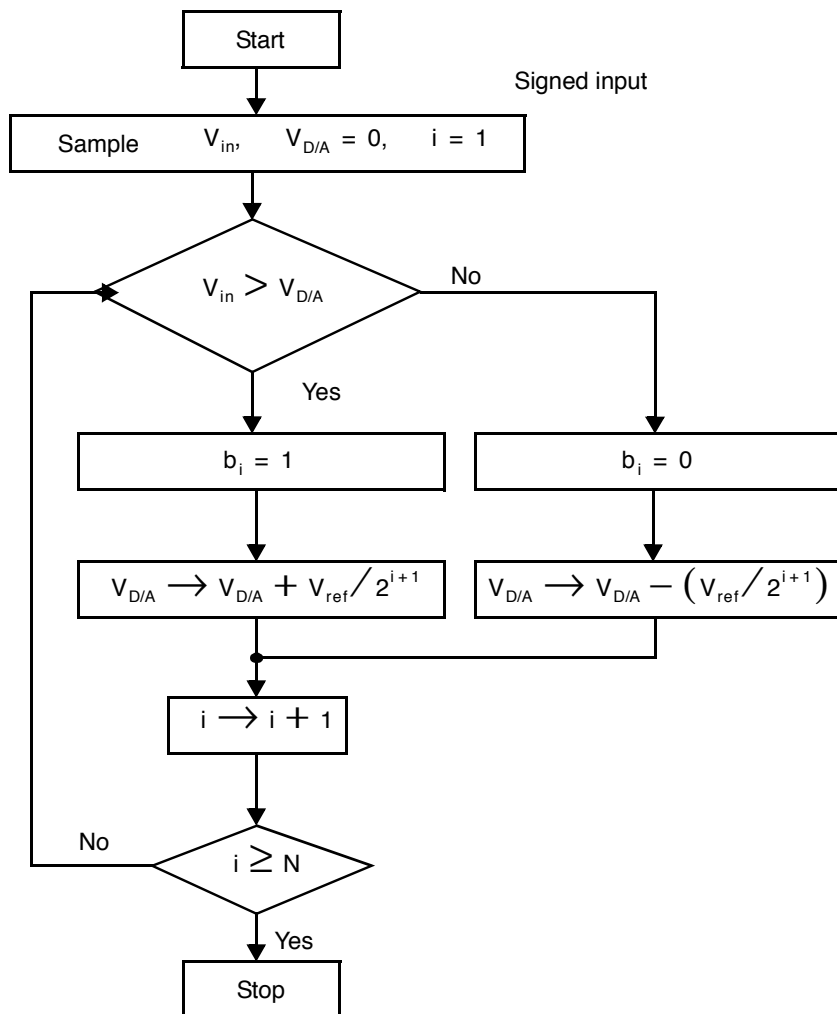 Start
Signed input
Sample V_in, V_D/A = 0, i = 1
V_in > V_D/A
No
Yes
b_i = 1
b_i = 0
V_D/A → V_D/A + V_ref / 2^{i+1}
V_D/A → V_D/A − (V_ref / 2^{i+1})
i → i + 1
No
i ≥ N
Yes
Stop